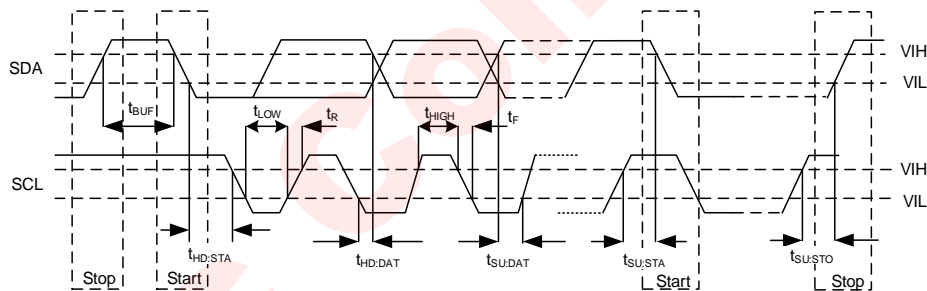 SDA
VIH
VIL
tBUF
tLOW
tR
tHIGH
tF
SCL
VIH
VIL
tHD:STA
tHD:DAT
tSU:DAT
tSU:STA
tSU:STO
Stop
Start
Start
Stop